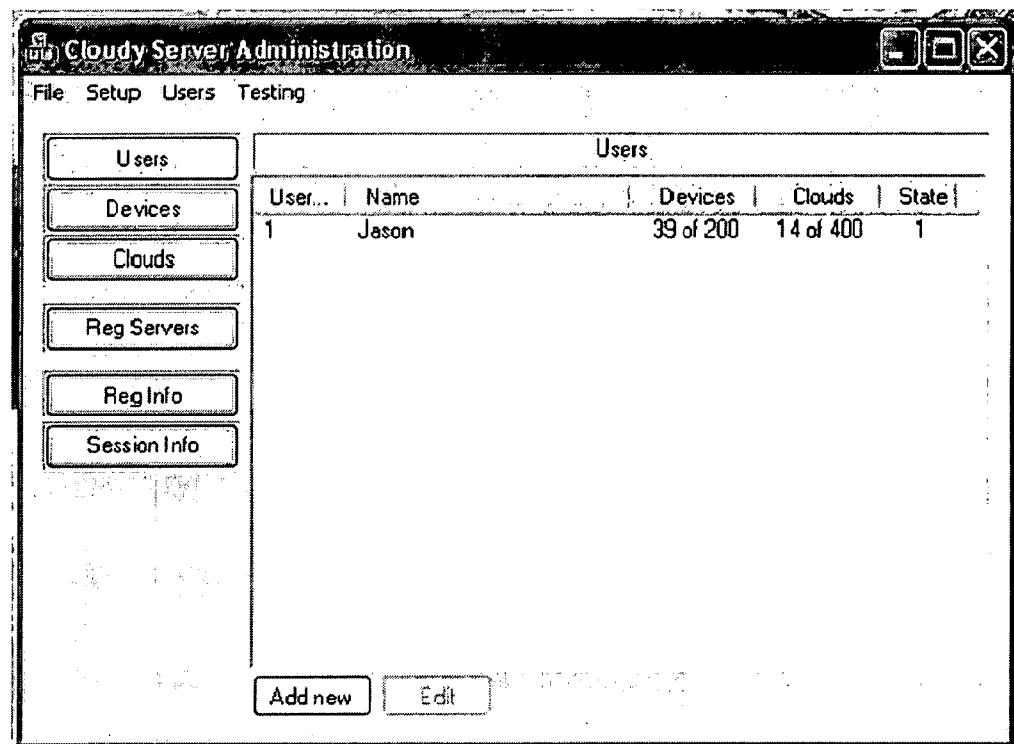 Cloudy Server Administration
File Setup Users Testing
Users
Devices
Clouds
Reg Servers
Reg Info
Session Info
Users
User... Name Devices Clouds State
1 Jason 39 of 200 14 of 400 1
Add new Edit